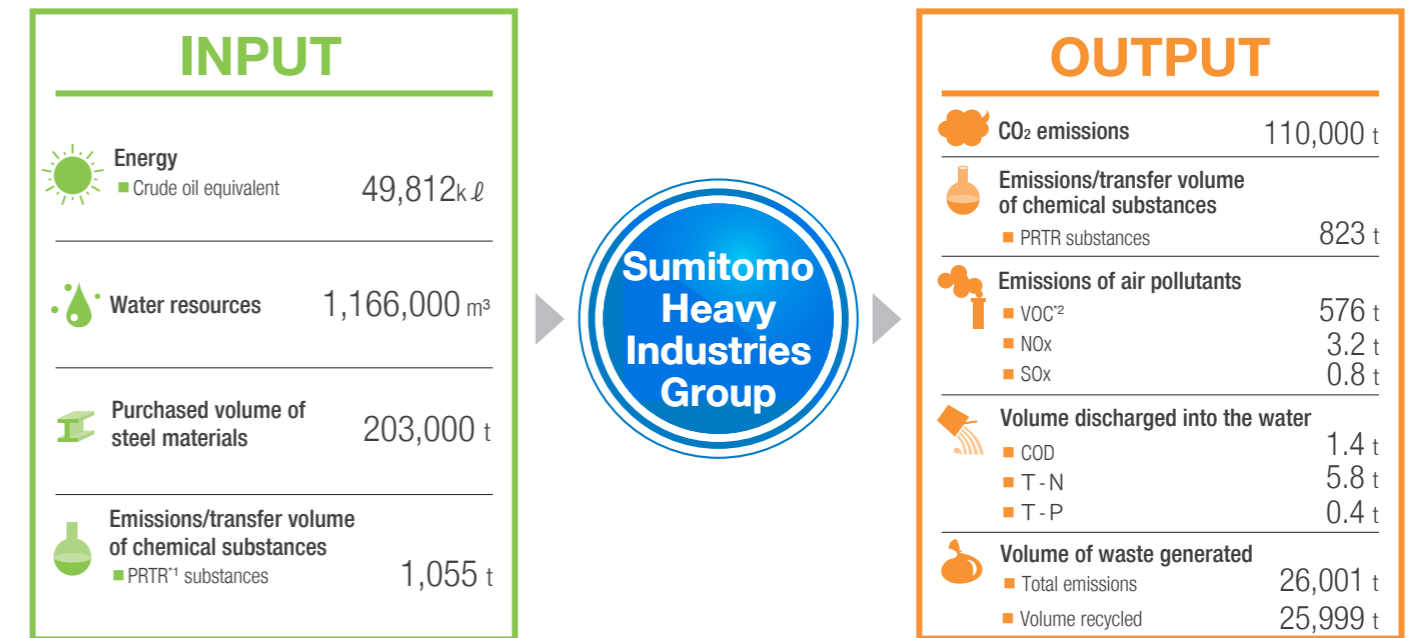 INPUT
Energy
■ Crude oil equivalent 49,812kℓ
Water resources 1,166,000 m³
Purchased volume of
steel materials 203,000 t
Emissions/transfer volume
of chemical substances
■ PRTR*1 substances 1,055 t
Sumitomo
Heavy
Industries
Group
OUTPUT
CO₂ emissions 110,000 t
Emissions/transfer volume
of chemical substances
■ PRTR substances 823 t
Emissions of air pollutants
■ VOC*2 576 t
■ NOx 3.2 t
■ SOx 0.8 t
Volume discharged into the water
■ COD 1.4 t
■ T-N 5.8 t
■ T-P 0.4 t
Volume of waste generated
■ Total emissions 26,001 t
■ Volume recycled 25,999 t